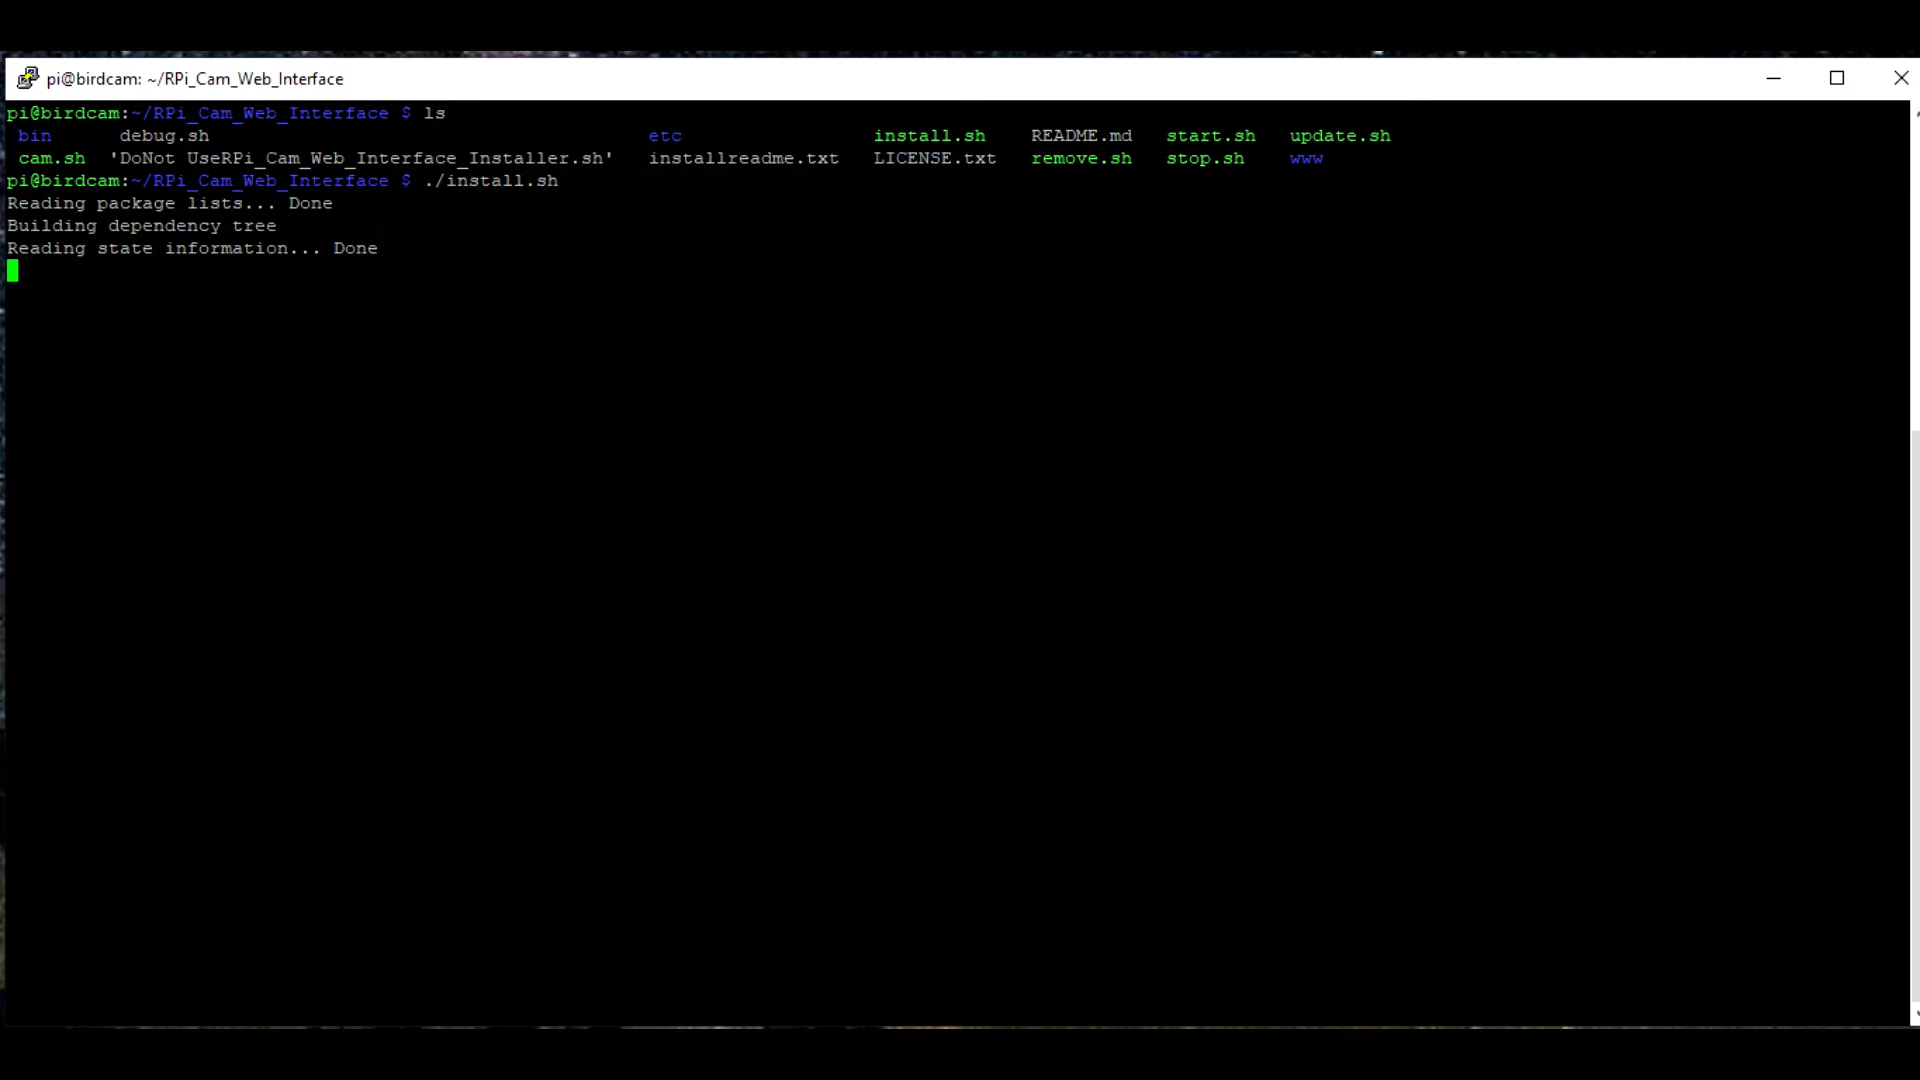 pi@birdcam: ~/RPi_Cam_Web_Interface
pi@birdcam:~/RPi_Cam_Web_Interface $ ls
bin debug.sh etc install.sh README.md start.sh update.sh
cam.sh 'DoNot UseRPi_Cam_Web_Interface_Installer.sh' installreadme.txt LICENSE.txt remove.sh stop.sh www
pi@birdcam:~/RPi_Cam_Web_Interface $ ./install.sh
Reading package lists... Done
Building dependency tree
Reading state information... Done